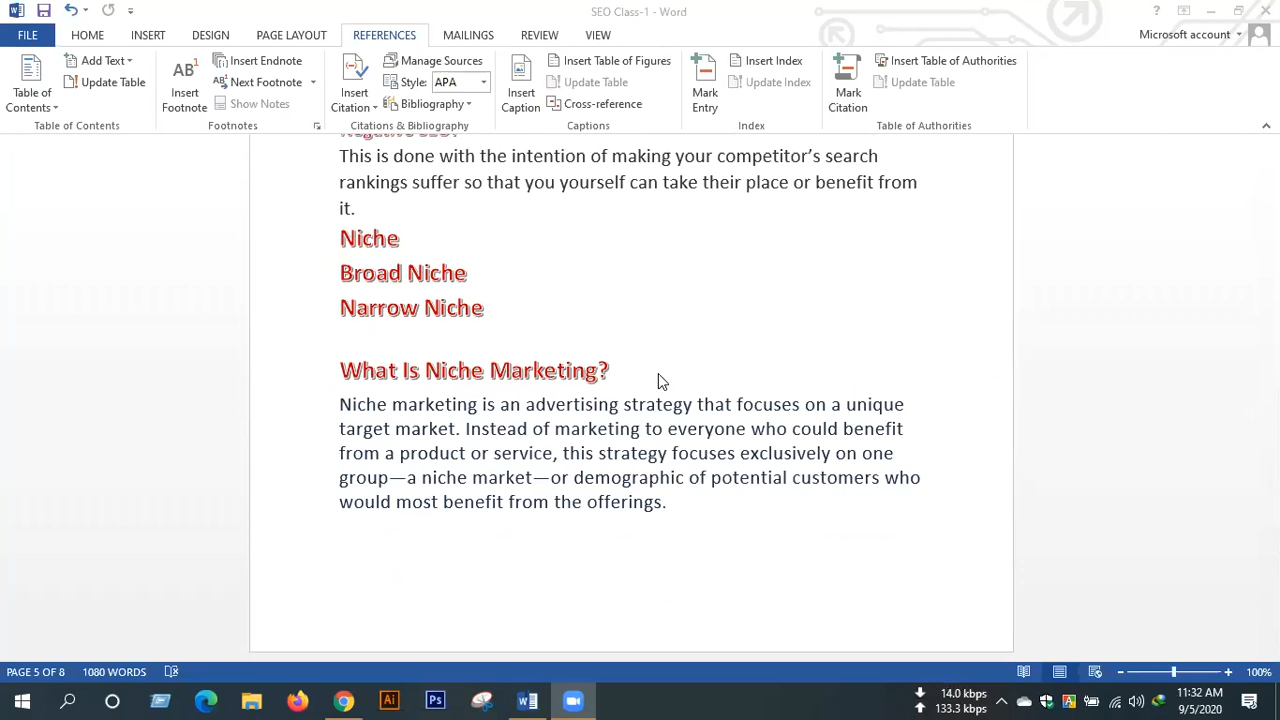 SEO Class-1 - Word
FILE HOME INSERT DESIGN PAGE LAYOUT REFERENCES MAILINGS REVIEW VIEW Microsoft account
Table of Contents
Add Text
Update Table
Table of Contents
AB¹
Insert Footnote
Insert Endnote
Next Footnote
Show Notes
Footnotes
Insert Citation
Manage Sources
Style: APA
Bibliography
Citations & Bibliography
Insert Caption
Insert Table of Figures
Update Table
Cross-reference
Captions
Mark Entry
Insert Index
Update Index
Index
Mark Citation
Insert Table of Authorities
Update Table
Table of Authorities
This is done with the intention of making your competitor’s search
rankings suffer so that you yourself can take their place or benefit from
it.
Niche
Broad Niche
Narrow Niche
What Is Niche Marketing?
Niche marketing is an advertising strategy that focuses on a unique
target market. Instead of marketing to everyone who could benefit
from a product or service, this strategy focuses exclusively on one
group—a niche market—or demographic of potential customers who
would most benefit from the offerings.
PAGE 5 OF 8 1080 WORDS 100%
14.0 kbps
133.3 kbps
11:32 AM
9/5/2020